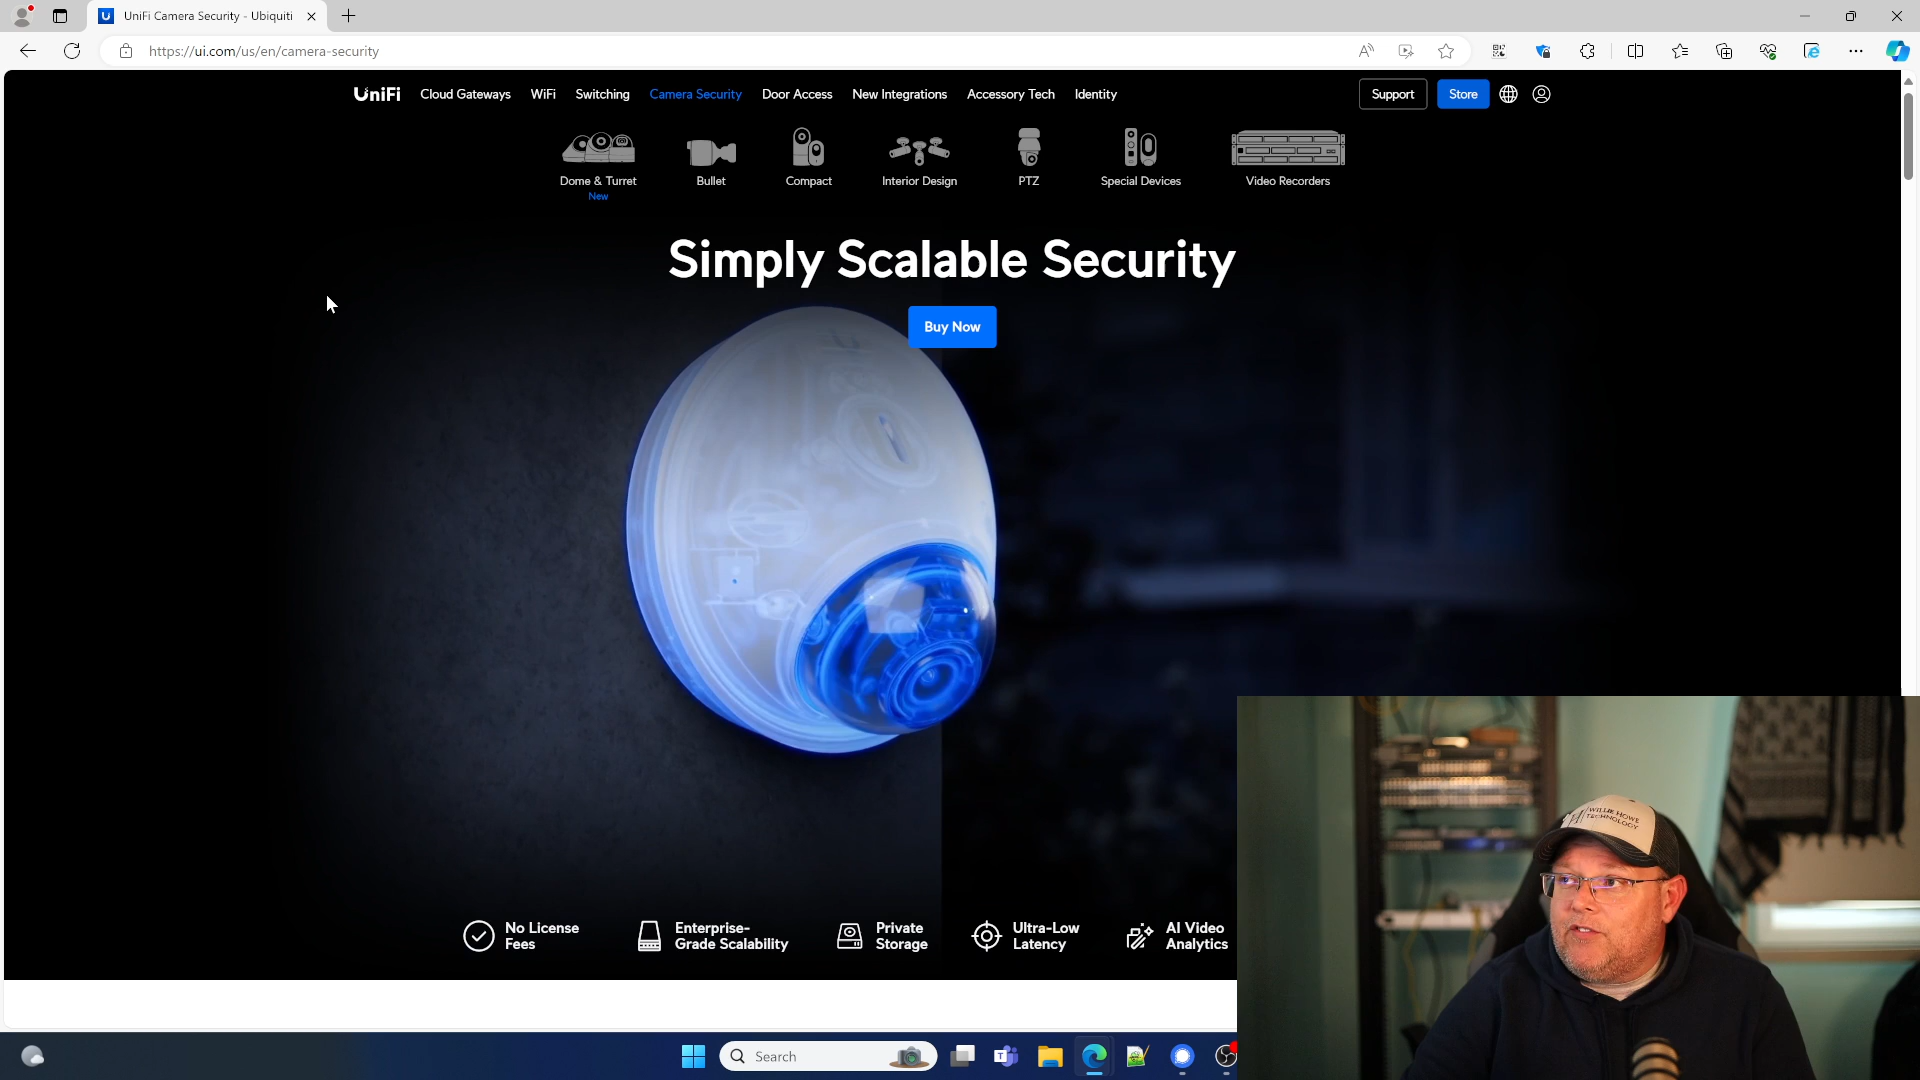 UniFi Camera Security - Ubiquiti
https://ui.com/us/en/camera-security
UniFi Cloud Gateways WiFi Switching Camera Security Door Access New Integrations Accessory Tech Identity Support Store
Dome & Turret Bullet Compact Interior Design PTZ Special Devices Video Recorders
New
Simply Scalable Security
Buy Now
No License
Fees
Enterprise-
Grade Scalability
Private
Storage
Ultra-Low
Latency
AI Video
Analytics
WILLIE HOWE
TECHNOLOGY
Search